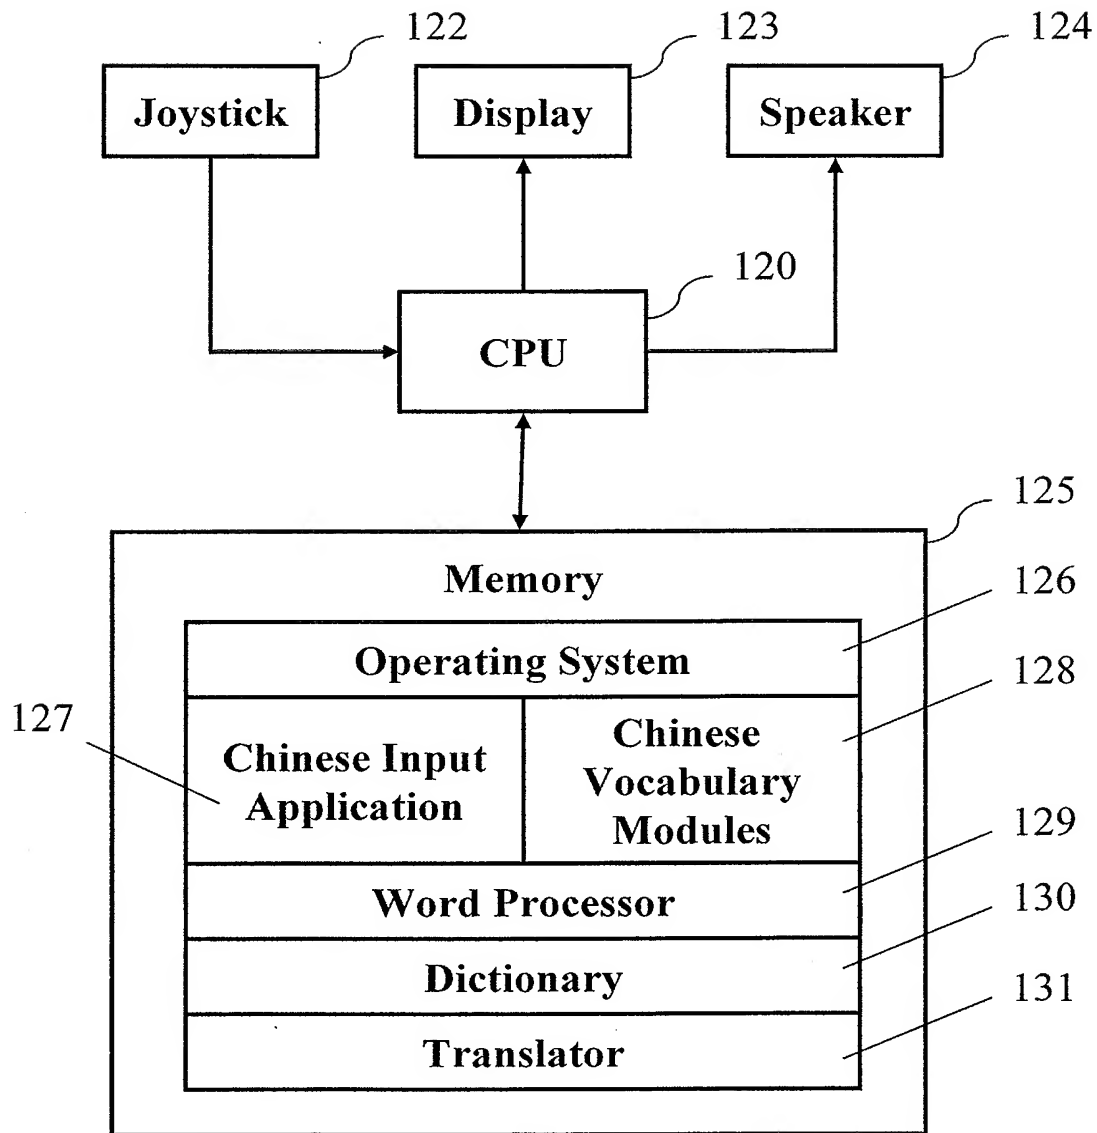 122
123
124
Joystick
Display
Speaker
120
CPU
125
Memory
126
Operating System
128
127
Chinese Input
Application
Chinese
Vocabulary
Modules
129
Word Processor
130
Dictionary
131
Translator